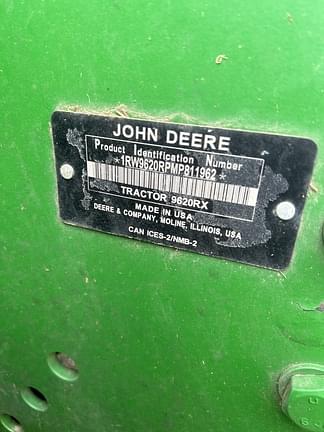 JOHN DEERE
Product Identification Number
*1RW9620RPMP811962*
TRACTOR 9620RX
MADE IN USA
DEERE & COMPANY, MOLINE, ILLINOIS, USA
CAN ICES-2/NMB-2